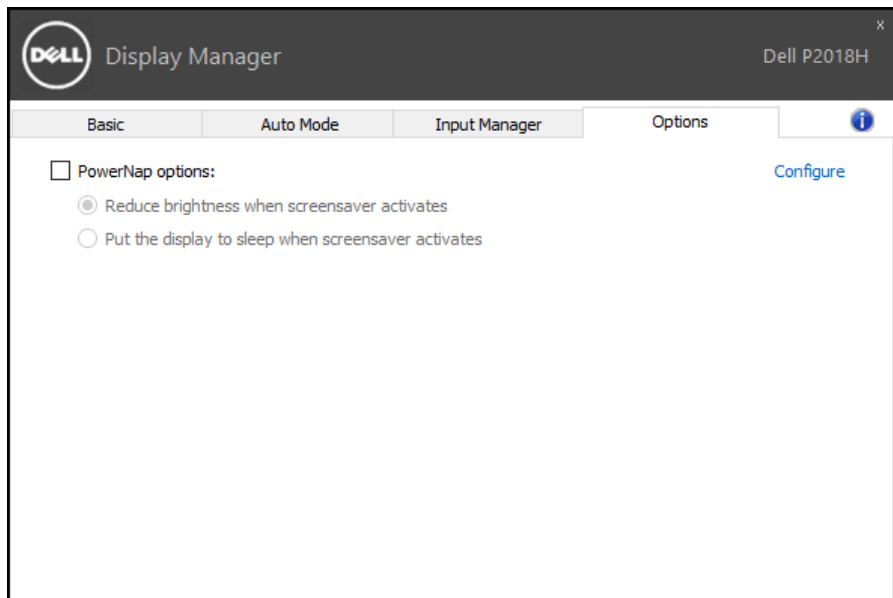 x
DELL
Display Manager
Dell P2018H
Basic
Auto Mode
Input Manager
Options
i
PowerNap options:
Configure
Reduce brightness when screensaver activates
Put the display to sleep when screensaver activates